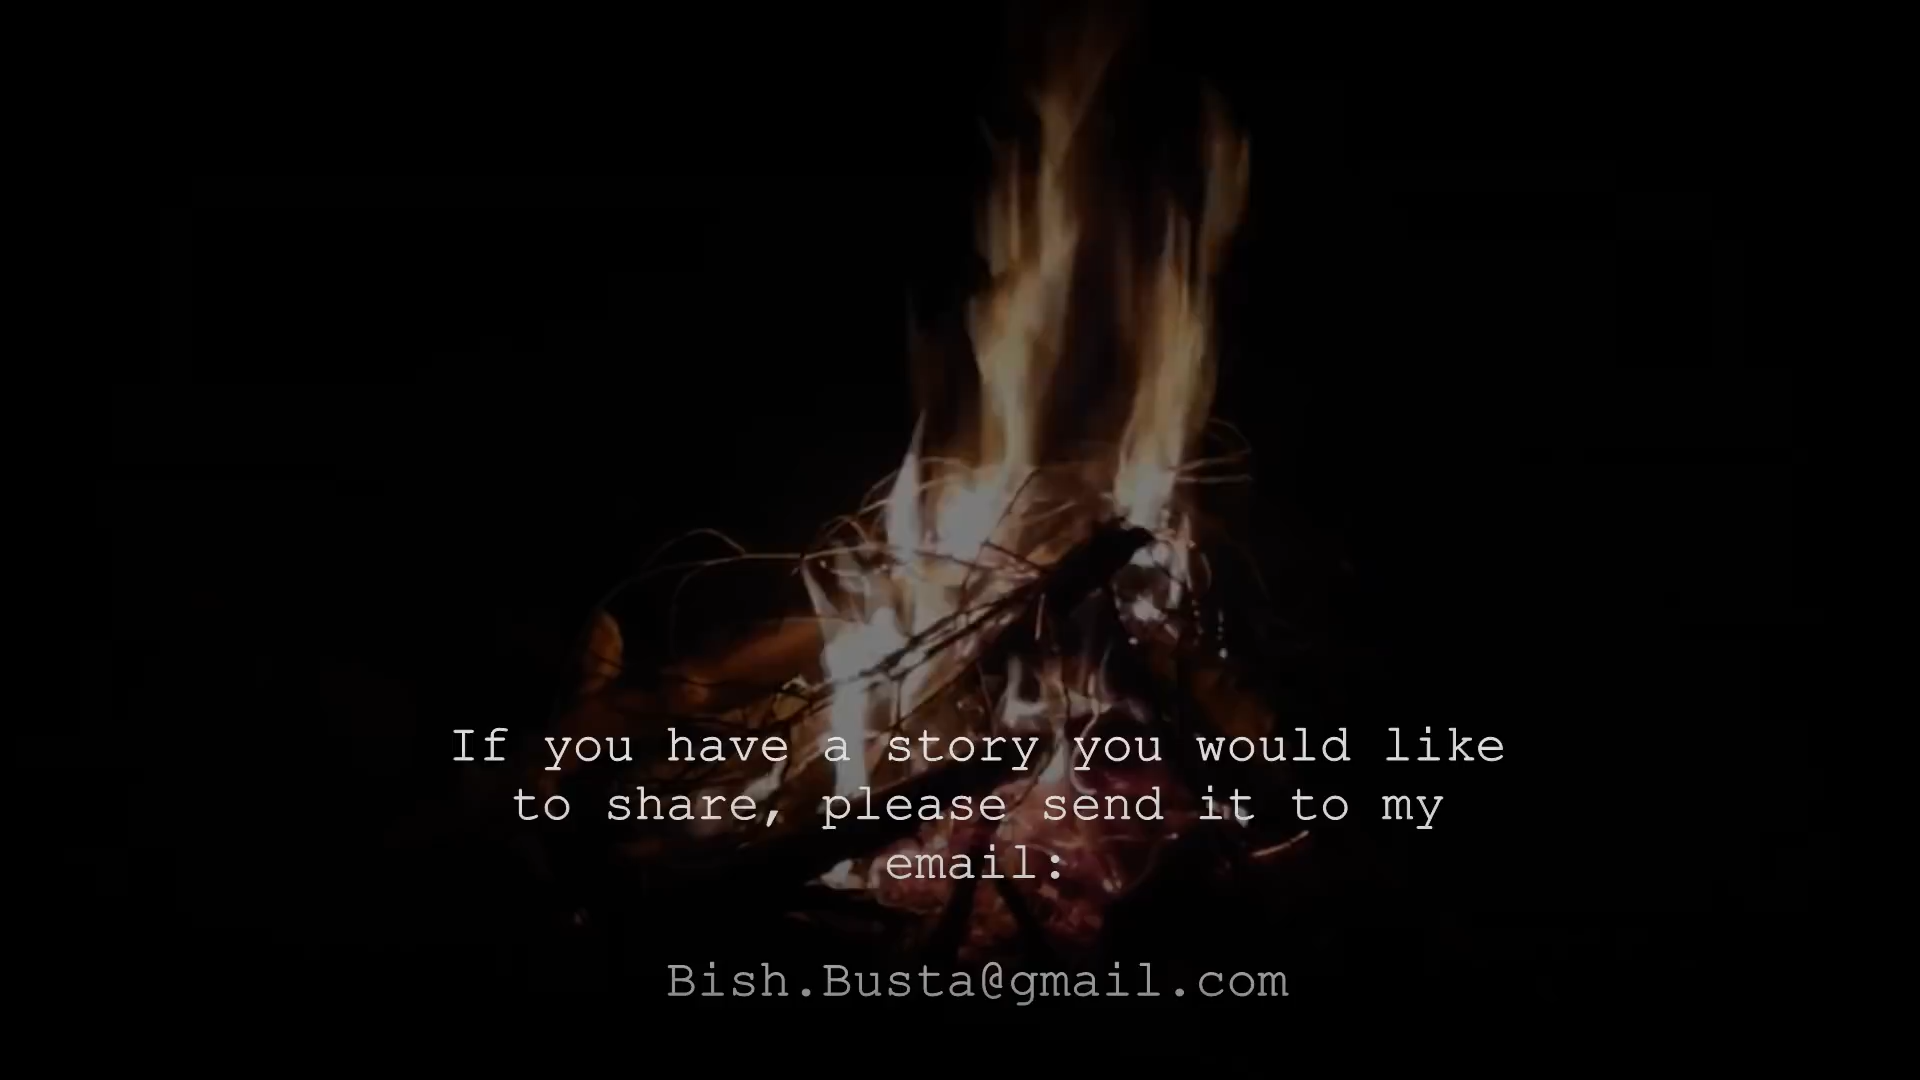 If you have a story you would like
to share, please send it to my
email:
Bish.Busta@gmail.com